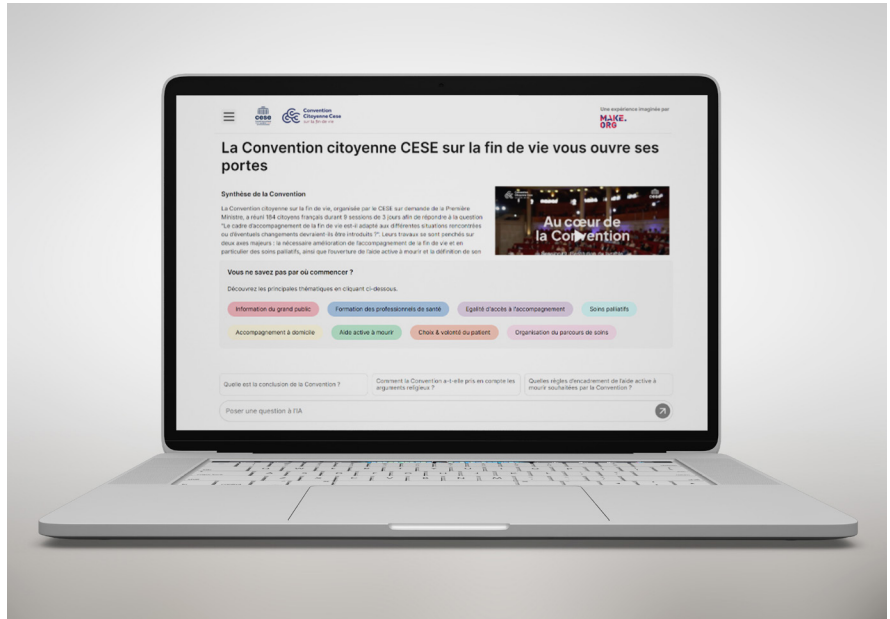 cese
Convention
Citoyenne Cese
sur la fin de vie
Une expérience imaginée par
MAKE.
ORG
La Convention citoyenne CESE sur la fin de vie vous ouvre ses
portes
Synthèse de la Convention
La Convention citoyenne sur la fin de vie, organisée par le CESE sur demande de la Première
Ministre, a réuni 184 citoyens français durant 9 sessions de 3 jours afin de répondre à la question
"Le cadre d'accompagnement de la fin de vie est-il adapté aux différentes situations rencontrées
ou d'éventuels changements devraient-ils être introduits ?". Leurs travaux se sont penchés sur
deux axes majeurs : la nécessaire amélioration de l'accompagnement de la fin de vie et en
particulier des soins palliatifs, ainsi que l'ouverture de l'aide active à mourir et la définition de son
Au cœur de
la Convention
Vous ne savez pas par où commencer ?
Découvrez les principales thématiques en cliquant ci-dessous.
Information du grand public
Formation des professionnels de santé
Egalité d'accès à l'accompagnement
Soins palliatifs
Accompagnement à domicile
Aide active à mourir
Choix & volonté du patient
Organisation du parcours de soins
Quelle est la conclusion de la Convention ?
Comment la Convention a-t-elle pris en compte les
arguments religieux ?
Quelles règles d'encadrement de l'aide active à
mourir souhaitées par la Convention ?
Poser une question à l'IA